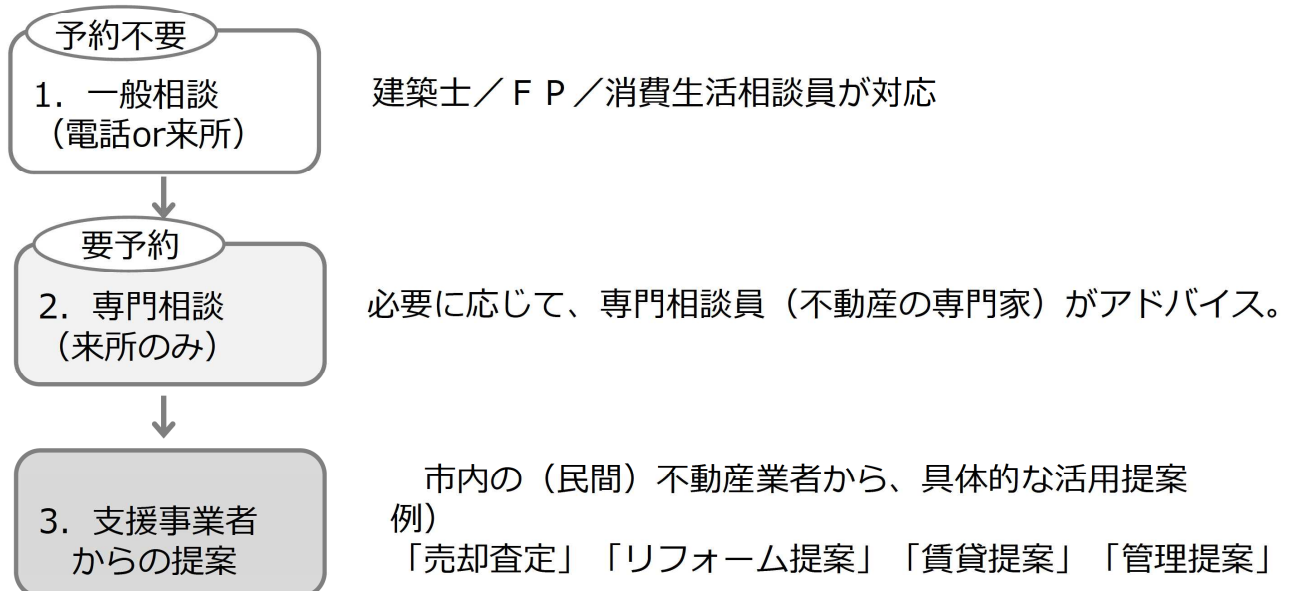 予約不要
1. 一般相談
(電話or来所)
建築士/FP/消費生活相談員が対応
要予約
2. 専門相談
(来所のみ)
必要に応じて、専門相談員(不動産の専門家)がアドバイス。
3. 支援事業者
からの提案
市内の(民間)不動産業者から、具体的な活用提案
例)
「売却査定」「リフォーム提案」「賃貸提案」「管理提案」